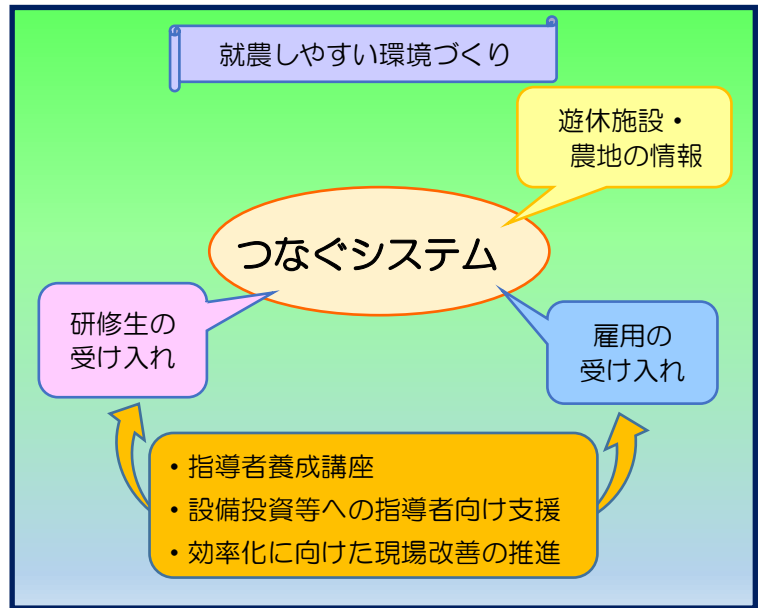 就農しやすい環境づくり
遊休施設・
農地の情報
つなぐシステム
研修生の
受け入れ
雇用の
受け入れ
・指導者養成講座
・設備投資等への指導者向け支援
・効率化に向けた現場改善の推進